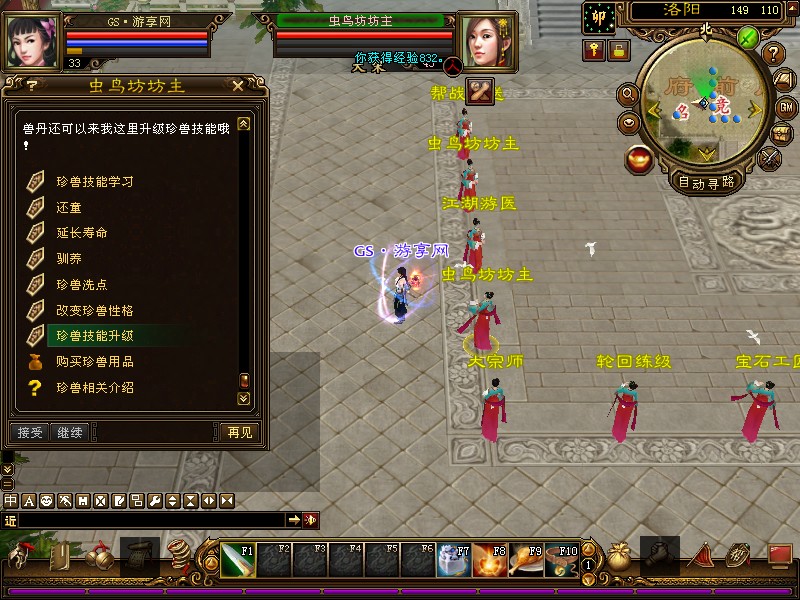 GS·游享网
33
虫鸟坊坊主
你获得经验832。
卯
洛阳 149 110
北
GM
自动寻路
虫鸟坊坊主
兽丹还可以来我这里升级珍兽技能哦
!
珍兽技能学习
还童
延长寿命
驯养
珍兽洗点
改变珍兽性格
珍兽技能升级
购买珍兽用品
珍兽相关介绍
接受 继续 再见
帮战
虫鸟坊坊主
江湖游医
GS·游享网
虫鸟坊坊主
大宗师
轮回练级
宝石工
中 A
近
F1 F2 F3 F4 F5 F6 F7 F8 F9 F10
1